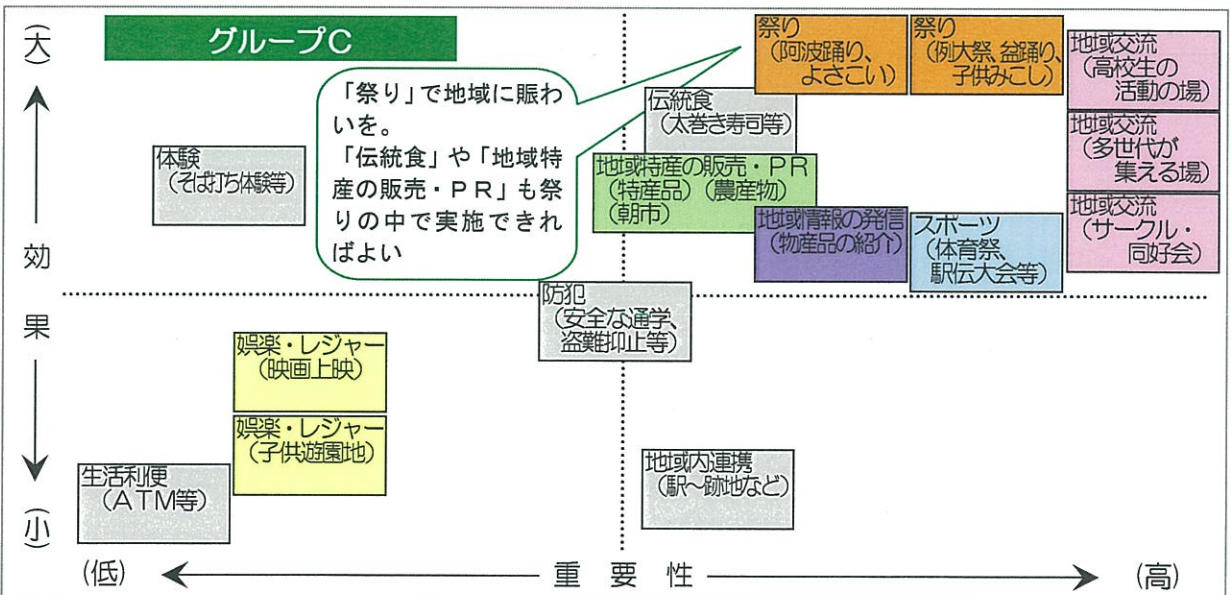 (大)
グループC
「祭り」で地域に賑わ
いを。
「伝統食」や「地域特
産の販売・PR」も祭
りの中で実施できれ
ばよい
祭り
(阿波踊り、
よさこい)
祭り
(例大祭、盆踊り、
子供みこし)
地域交流
(高校生の
活動の場)
伝統食
(太巻き寿司等)
地域交流
(多世代が
集える場)
体験
(そば打ち体験等)
地域特産の販売・PR
(特産品)(農産物)
(朝市)
地域情報の発信
(物産品の紹介)
スポーツ
(体育祭、
駅伝大会等)
地域交流
(サークル・
同好会)
効
果
防犯
(安全な通学、
盗難抑止等)
娯楽・レジャー
(映画上映)
娯楽・レジャー
(子供遊園地)
生活利便
(ATM等)
地域内連携
(駅～跡地など)
(小)
(低)
重要性
(高)